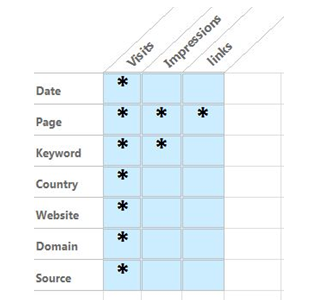 Visits Impressions links
Date *
Page * * *
Keyword * *
Country *
Website *
Domain *
Source *